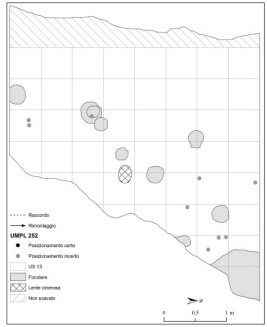 Raccordo
Rimontaggio
UMPL 252
Posizionamento certo
Posizionamento incerto
US 13
Focolare
Lente cinerosa
Non scavato
z
0 0,5 1 m